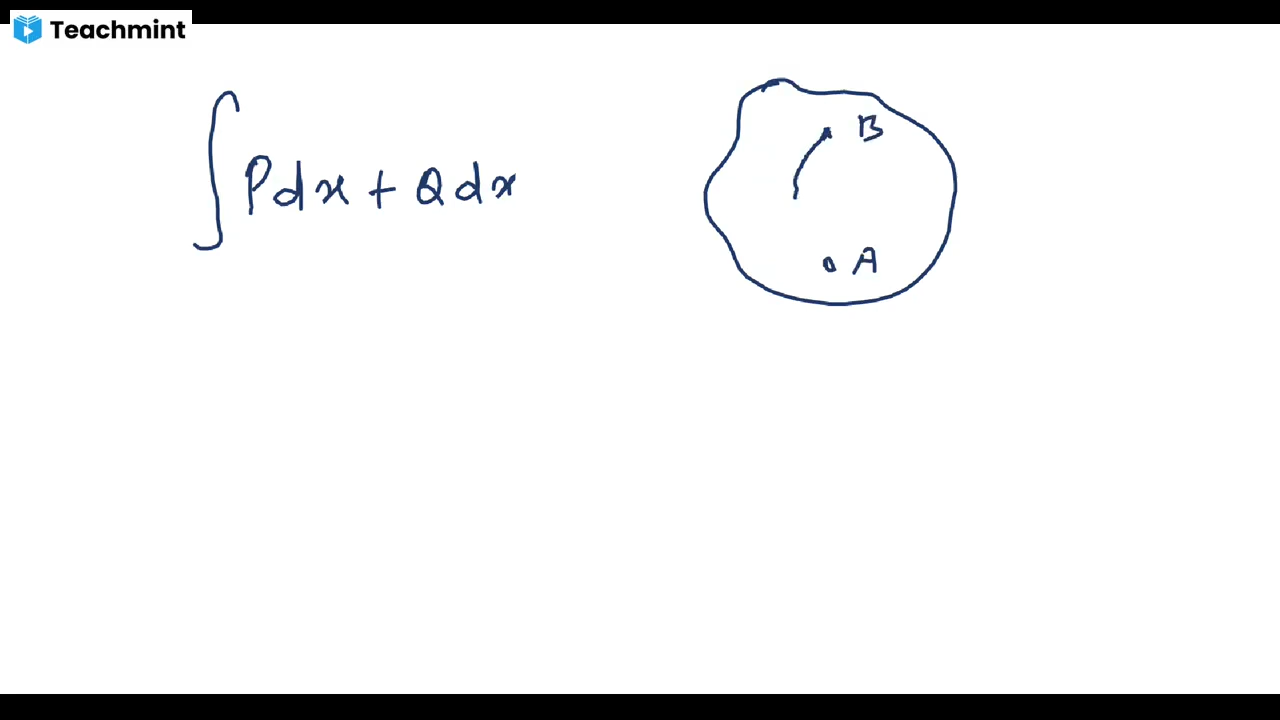 Teachmint
∫ Pdx + Qdx
B
A